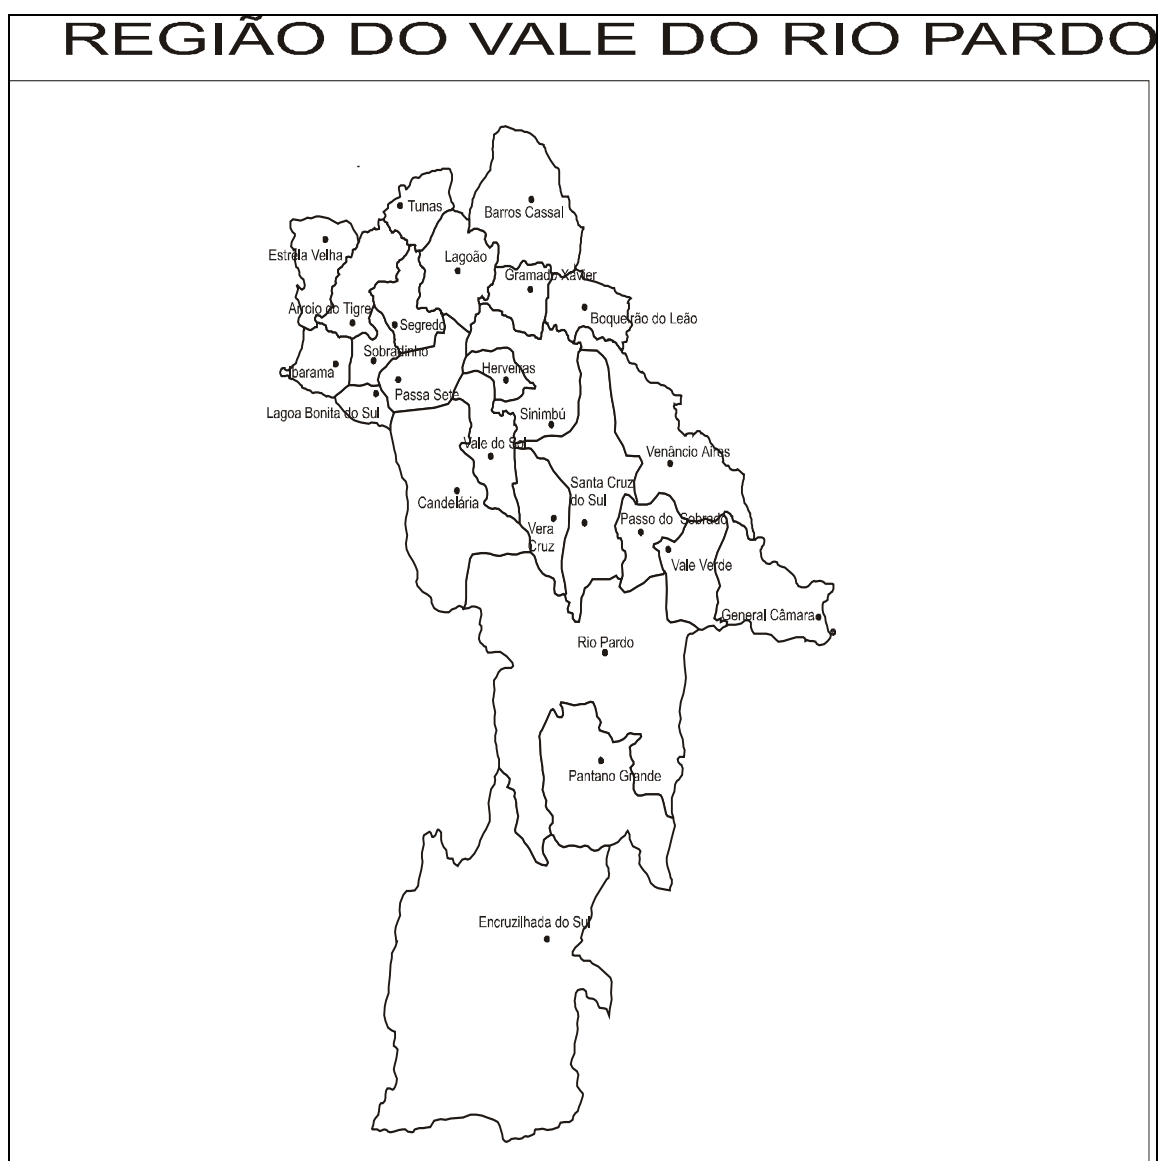 REGIÃO DO VALE DO RIO PARDO
Tunas
Barros Cassal
Estrela Velha
Lagoão
Gramado Xavier
Arroio do Tigre
Boqueirão do Leão
Segredo
Sobradinho
Ibarama
Herveiras
Passa Sete
Lagoa Bonita do Sul
Sinimbú
Vale do Sol
Venâncio Aires
Santa Cruz
do Sul
Candelária
Passo do Sobrado
Vera
Cruz
Vale Verde
General Câmara
Rio Pardo
Pantano Grande
Encruzilhada do Sul